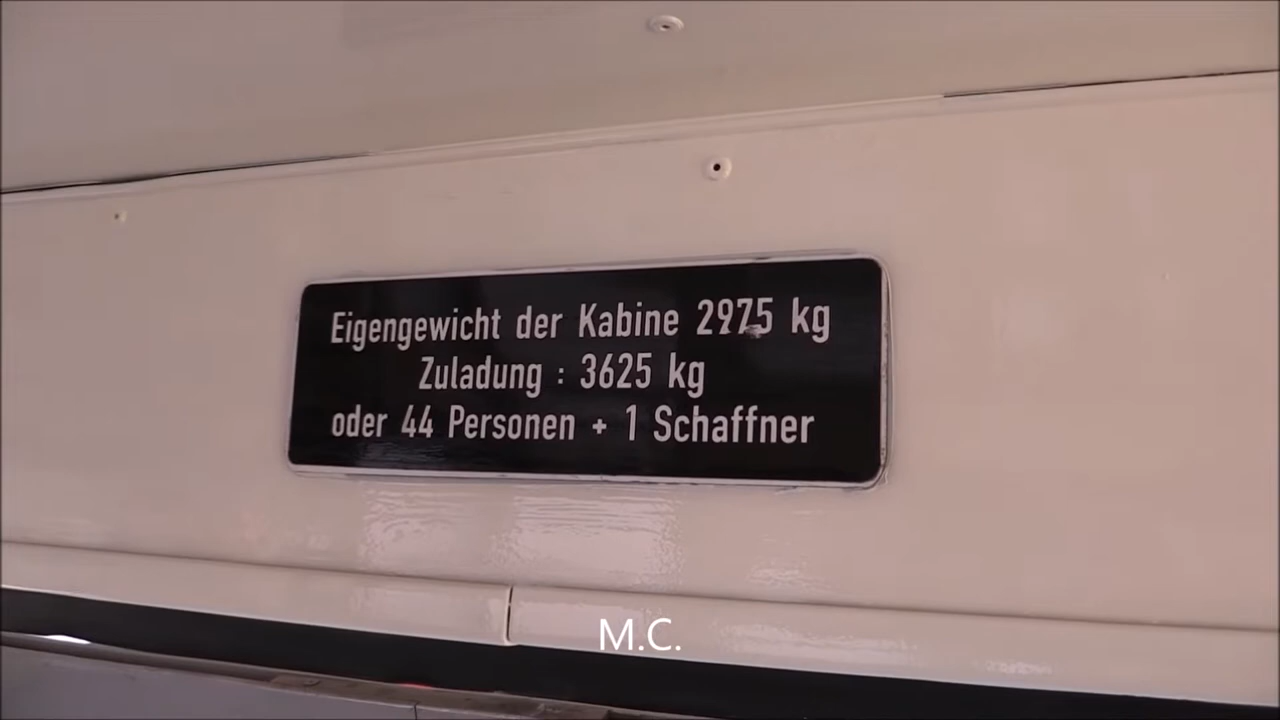 Eigengewicht der Kabine 2975 kg
Zuladung : 3625 kg
oder 44 Personen + 1 Schaffner
M.C.